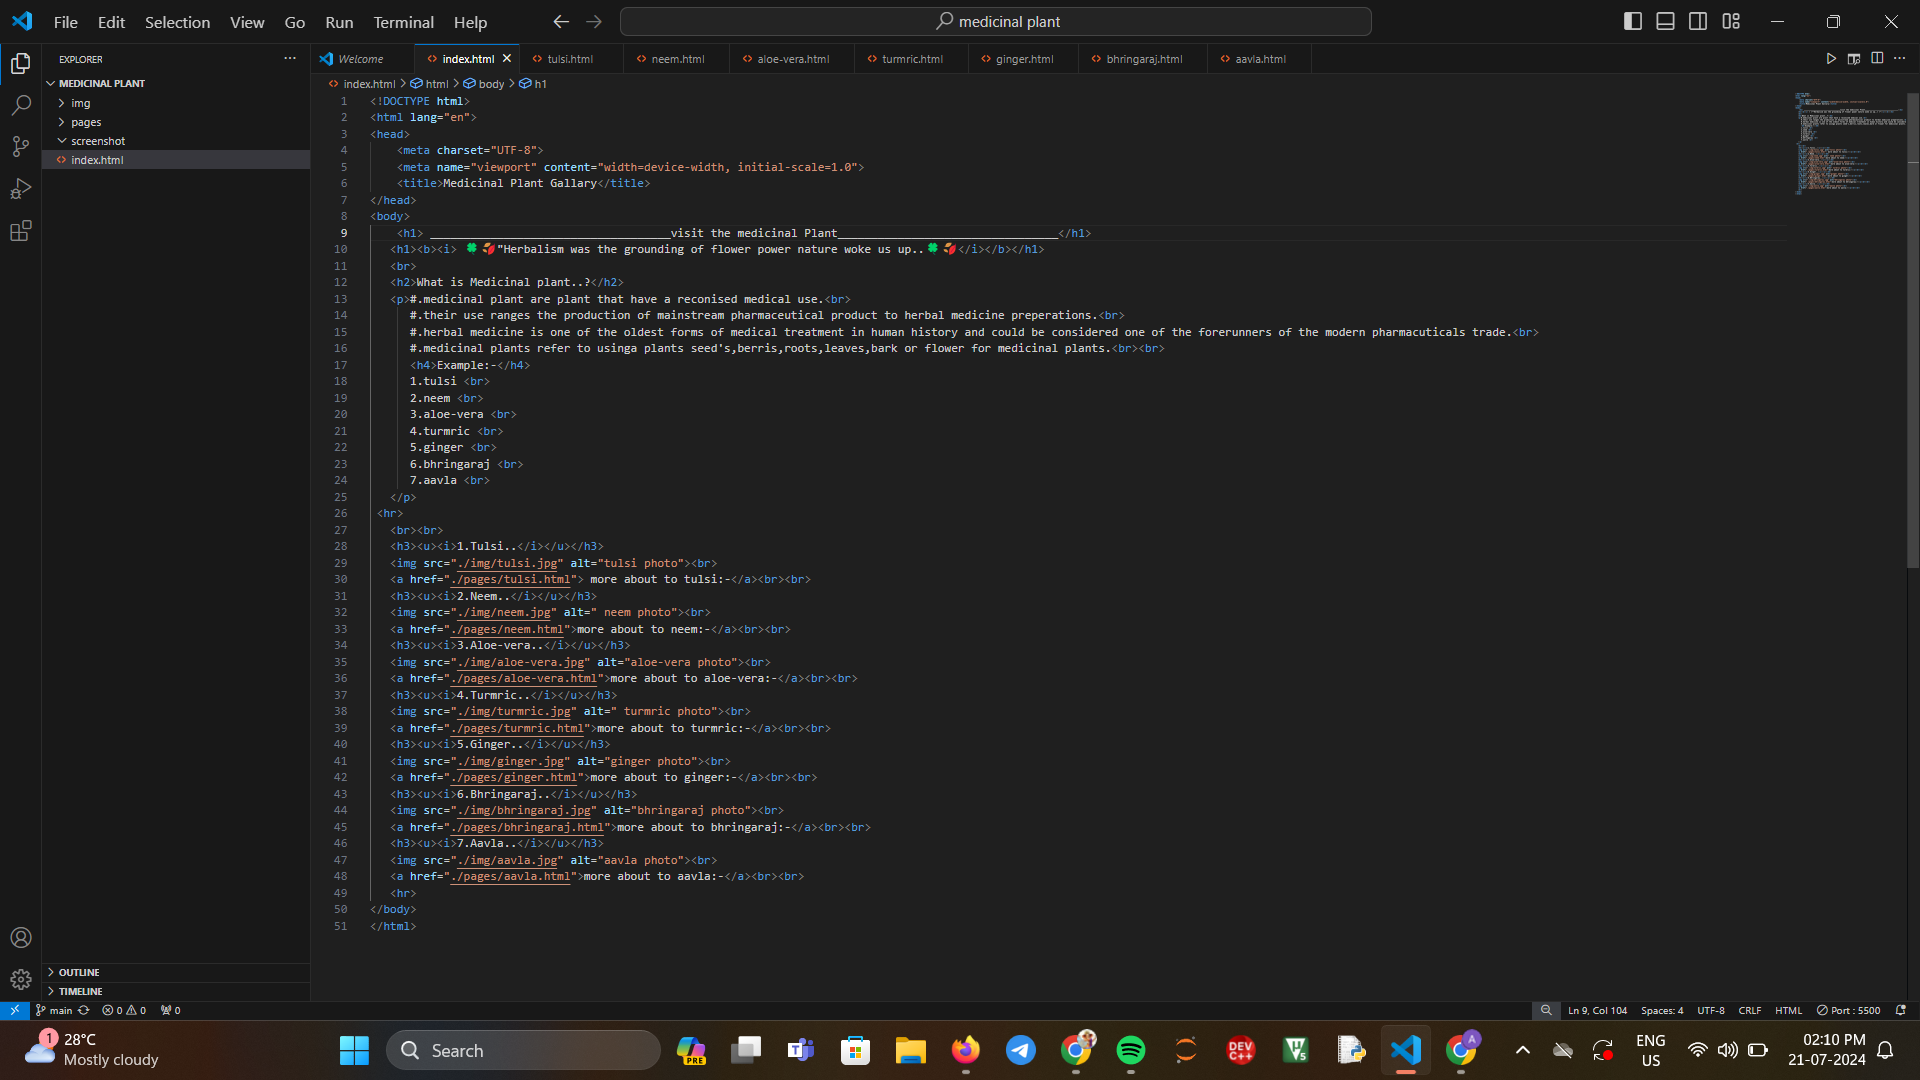 File Edit Selection View Go Run Terminal Help
medicinal plant
EXPLORER
MEDICINAL PLANT
img
pages
screenshot
index.html
OUTLINE
TIMELINE
Welcome index.html tulsi.html neem.html aloe-vera.html turmric.html ginger.html bhringaraj.html aavla.html
index.html > html > body > h1
1 <!DOCTYPE html>
2 <html lang="en">
3 <head>
4 <meta charset="UTF-8">
5 <meta name="viewport" content="width=device-width, initial-scale=1.0">
6 <title>Medicinal Plant Gallary</title>
7 </head>
8 <body>
9 <h1> ____________________________________visit the medicinal Plant_________________________________</h1>
10 <h1><b><i> 🍀🍂"Herbalism was the grounding of flower power nature woke us up..🍀🍂</i></b></h1>
11 <br>
12 <h2>What is Medicinal plant..?</h2>
13 <p>#.medicinal plant are plant that have a reconised medical use.<br>
14 #.their use ranges the production of mainstream pharmaceutical product to herbal medicine preperations.<br>
15 #.herbal medicine is one of the oldest forms of medical treatment in human history and could be considered one of the forerunners of the modern pharmacuticals trade.<br>
16 #.medicinal plants refer to usinga plants seed's,berris,roots,leaves,bark or flower for medicinal plants.<br><br>
17 <h4>Example:-</h4>
18 1.tulsi <br>
19 2.neem <br>
20 3.aloe-vera <br>
21 4.turmric <br>
22 5.ginger <br>
23 6.bhringaraj <br>
24 7.aavla <br>
25 </p>
26 <hr>
27 <br><br>
28 <h3><u><i>1.Tulsi..</i></u></h3>
29 <img src="./img/tulsi.jpg" alt="tulsi photo"><br>
30 <a href="./pages/tulsi.html"> more about to tulsi:-</a><br><br>
31 <h3><u><i>2.Neem..</i></u></h3>
32 <img src="./img/neem.jpg" alt=" neem photo"><br>
33 <a href="./pages/neem.html">more about to neem:-</a><br><br>
34 <h3><u><i>3.Aloe-vera..</i></u></h3>
35 <img src="./img/aloe-vera.jpg" alt="aloe-vera photo"><br>
36 <a href="./pages/aloe-vera.html">more about to aloe-vera:-</a><br><br>
37 <h3><u><i>4.Turmric..</i></u></h3>
38 <img src="./img/turmric.jpg" alt=" turmric photo"><br>
39 <a href="./pages/turmric.html">more about to turmric:-</a><br><br>
40 <h3><u><i>5.Ginger..</i></u></h3>
41 <img src="./img/ginger.jpg" alt="ginger photo"><br>
42 <a href="./pages/ginger.html">more about to ginger:-</a><br><br>
43 <h3><u><i>6.Bhringaraj..</i></u></h3>
44 <img src="./img/bhringaraj.jpg" alt="bhringaraj photo"><br>
45 <a href="./pages/bhringaraj.html">more about to bhringaraj:-</a><br><br>
46 <h3><u><i>7.Aavla..</i></u></h3>
47 <img src="./img/aavla.jpg" alt="aavla photo"><br>
48 <a href="./pages/aavla.html">more about to aavla:-</a><br><br>
49 <hr>
50 </body>
51 </html>
main 0 0 0 Ln 9, Col 104 Spaces: 4 UTF-8 CRLF HTML Port : 5500
1
28°C
Mostly cloudy
Search
PRE
DEV C++
A
ENG
US
02:10 PM
21-07-2024